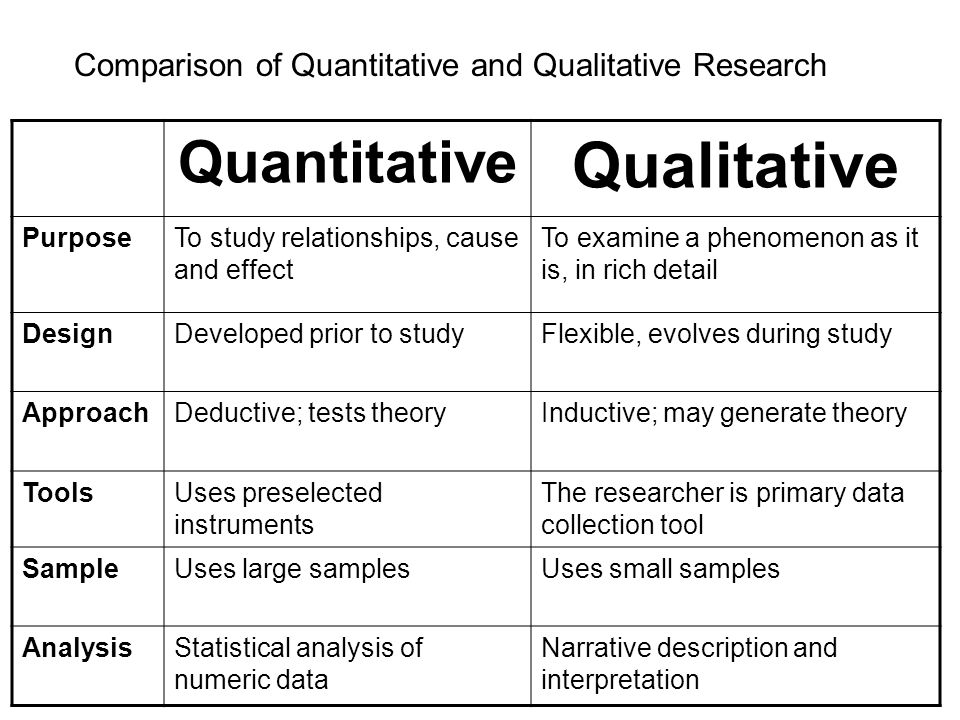 Comparison of Quantitative and Qualitative Research
Quantitative Qualitative
Purpose To study relationships, cause and effect To examine a phenomenon as it is, in rich detail
Design Developed prior to study Flexible, evolves during study
Approach Deductive; tests theory Inductive; may generate theory
Tools Uses preselected instruments The researcher is primary data collection tool
Sample Uses large samples Uses small samples
Analysis Statistical analysis of numeric data Narrative description and interpretation